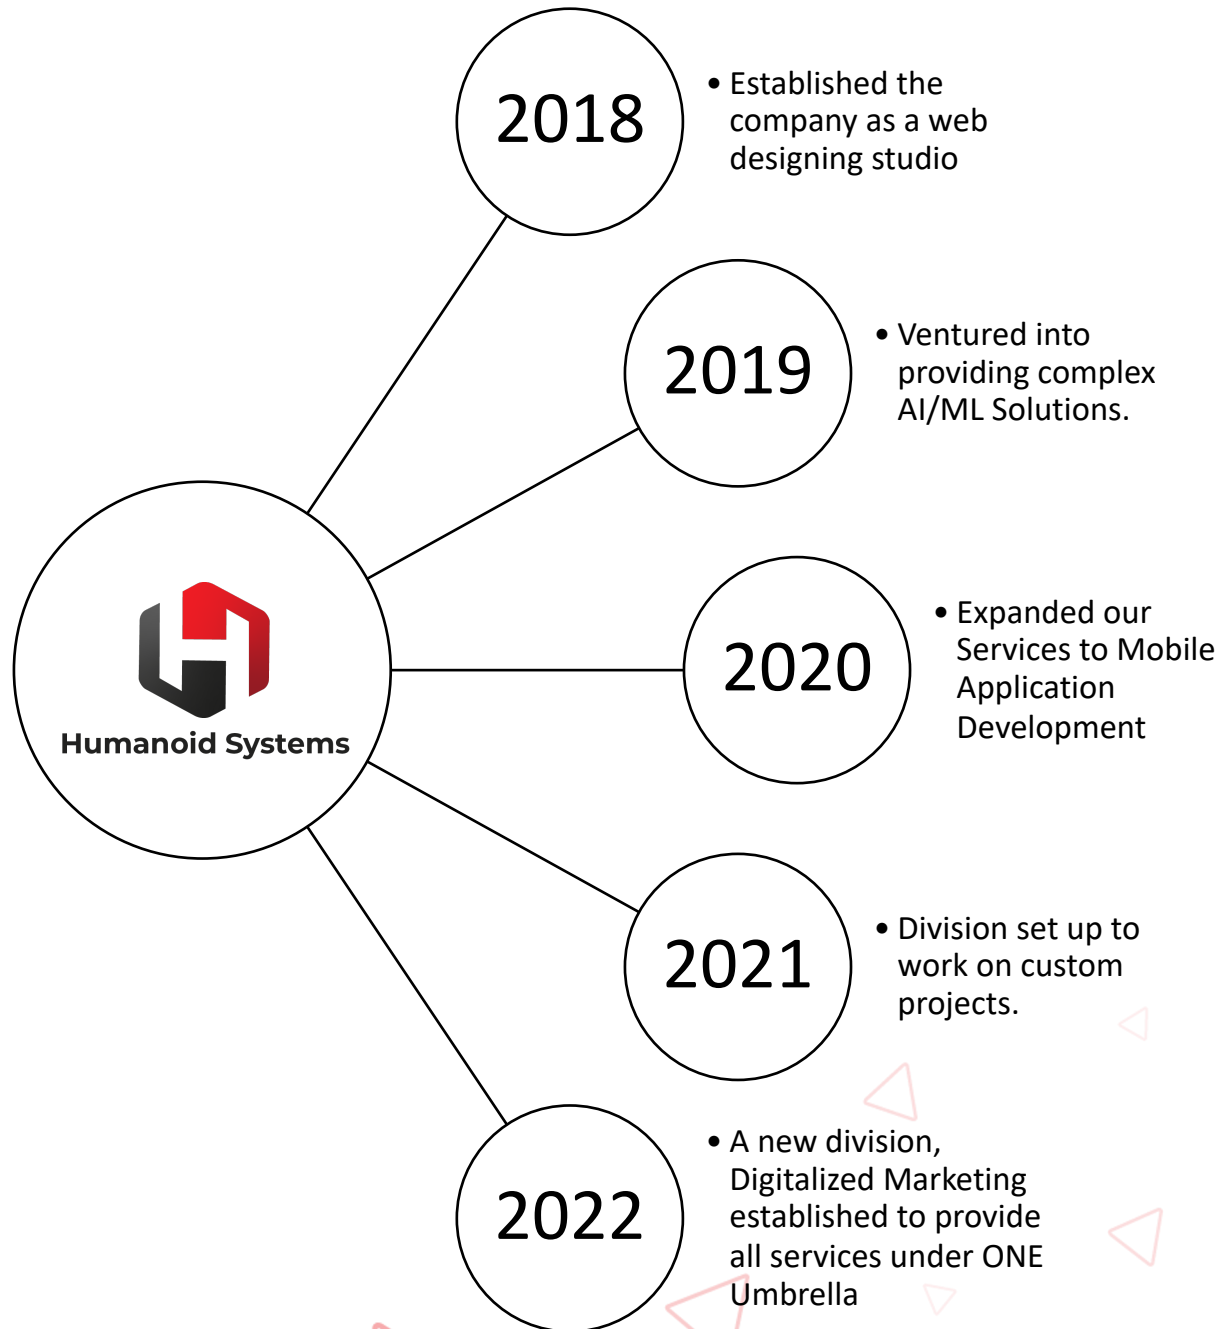 2018
• Established the
company as a web
designing studio
2019
• Ventured into
providing complex
AI/ML Solutions.
Humanoid Systems
2020
• Expanded our
Services to Mobile
Application
Development
2021
• Division set up to
work on custom
projects.
2022
• A new division,
Digitalized Marketing
established to provide
all services under ONE
Umbrella